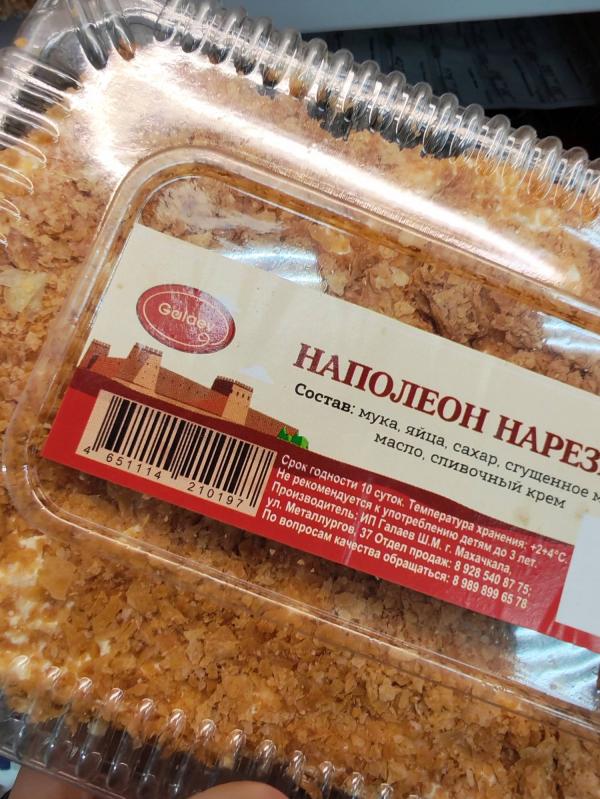 Galaev
НАПОЛЕОН НАРЕЗ
Состав: мука, яйца, сахар, сгущенное м
масло, сливочный крем
Срок годности 10 суток. Температура хранения: +2+4°С.
Не рекомендуется к употреблению детям до 3 лет.
Производитель: ИП Галаев Ш.М. г. Махачкала,
ул. Металлургов, 37 Отдел продаж: 8 928 540 87 75;
По вопросам качества обращаться: 8 989 899 65 78
4 651114 210197